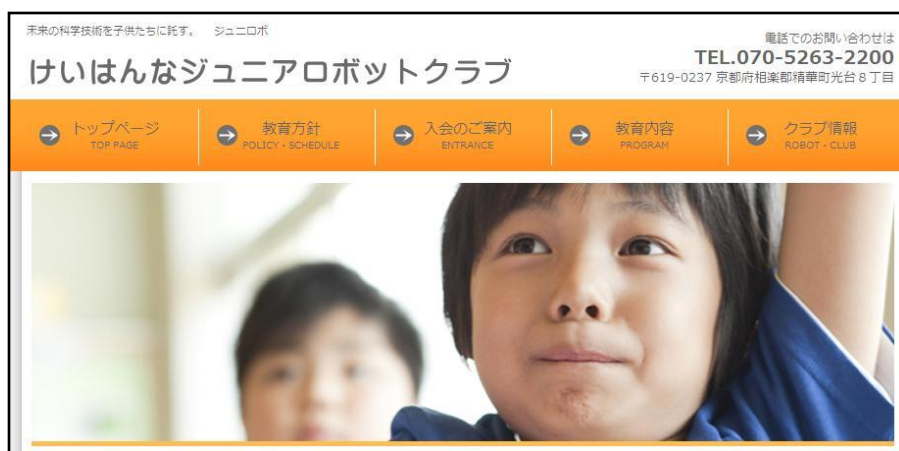 未来の科学技術を子供たちに託す。 ジュニロボ
けいはんなジュニアロボットクラブ
電話でのお問い合わせは
TEL.070-5263-2200
〒619-0237 京都府相楽郡精華町光台8丁目
トップページ
TOP PAGE
教育方針
POLICY・SCHEDULE
入会のご案内
ENTRANCE
教育内容
PROGRAM
クラブ情報
ROBOT・CLUB